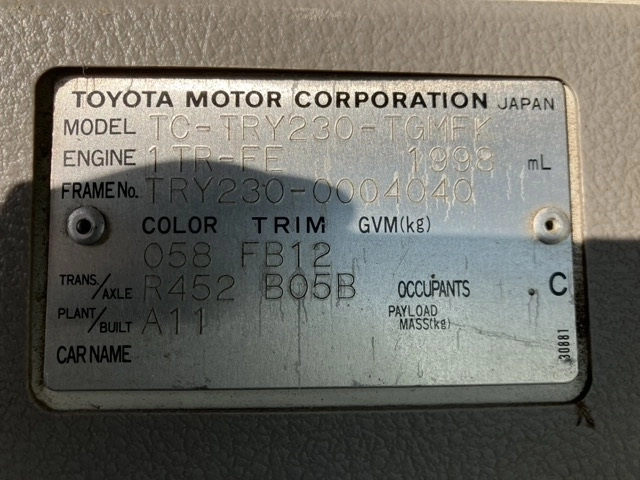 TOYOTA MOTOR CORPORATION JAPAN
MODEL TC-TRY230-TGMFK
ENGINE 1TR-FE 1998 mL
FRAME No. TRY230-0004040
COLOR TRIM GVM(kg)
058 FB12
TRANS./AXLE R452 B05B OCCUPANTS . C
PLANT/BUILT A11 PAYLOAD MASS(kg)
CAR NAME
30881